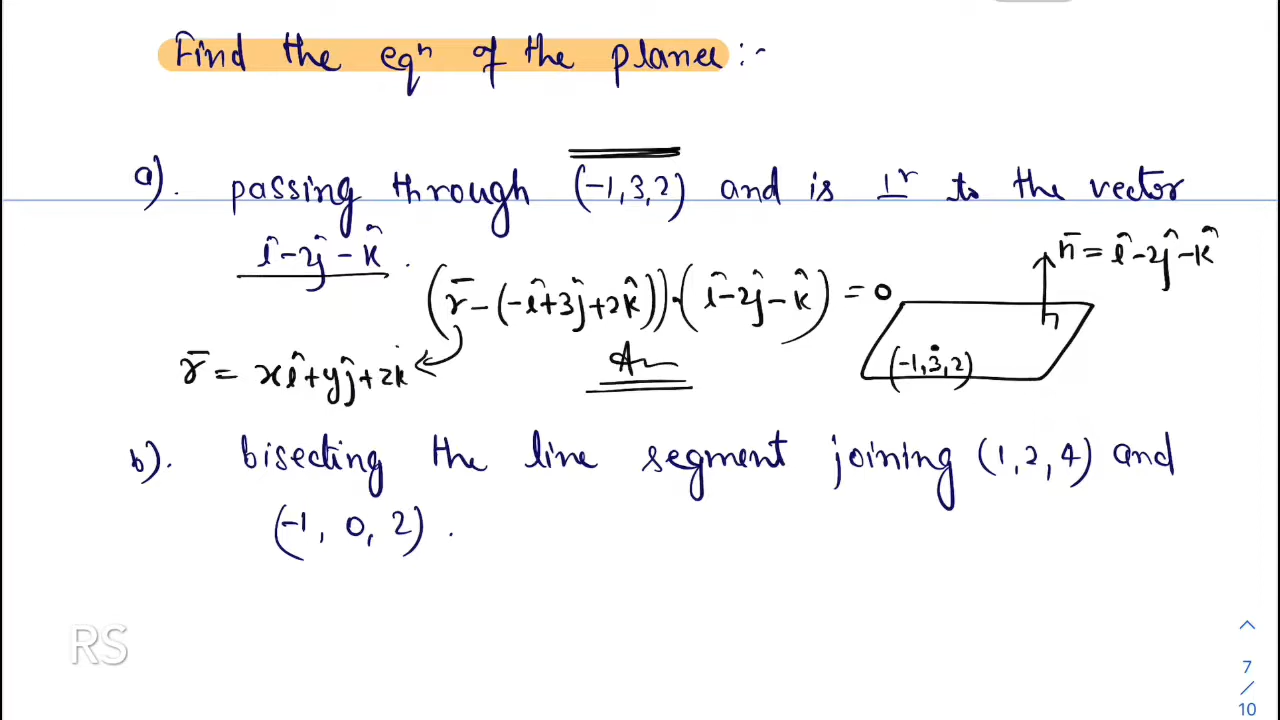 Find the eqⁿ of the planee :-
a). passing through (-1,3,2) and is ⊥ʳ to the vector
î-2ĵ-k̂ .
(r̄-(-î+3ĵ+2k̂))·(î-2ĵ-k̂)=0
n̄=î-2ĵ-k̂
(-1,3,2)
r̄ = xî+yĵ+zk̂
b). bisecting the line segment joining (1,2,4) and
(-1, 0, 2) .
RS
7
/
10